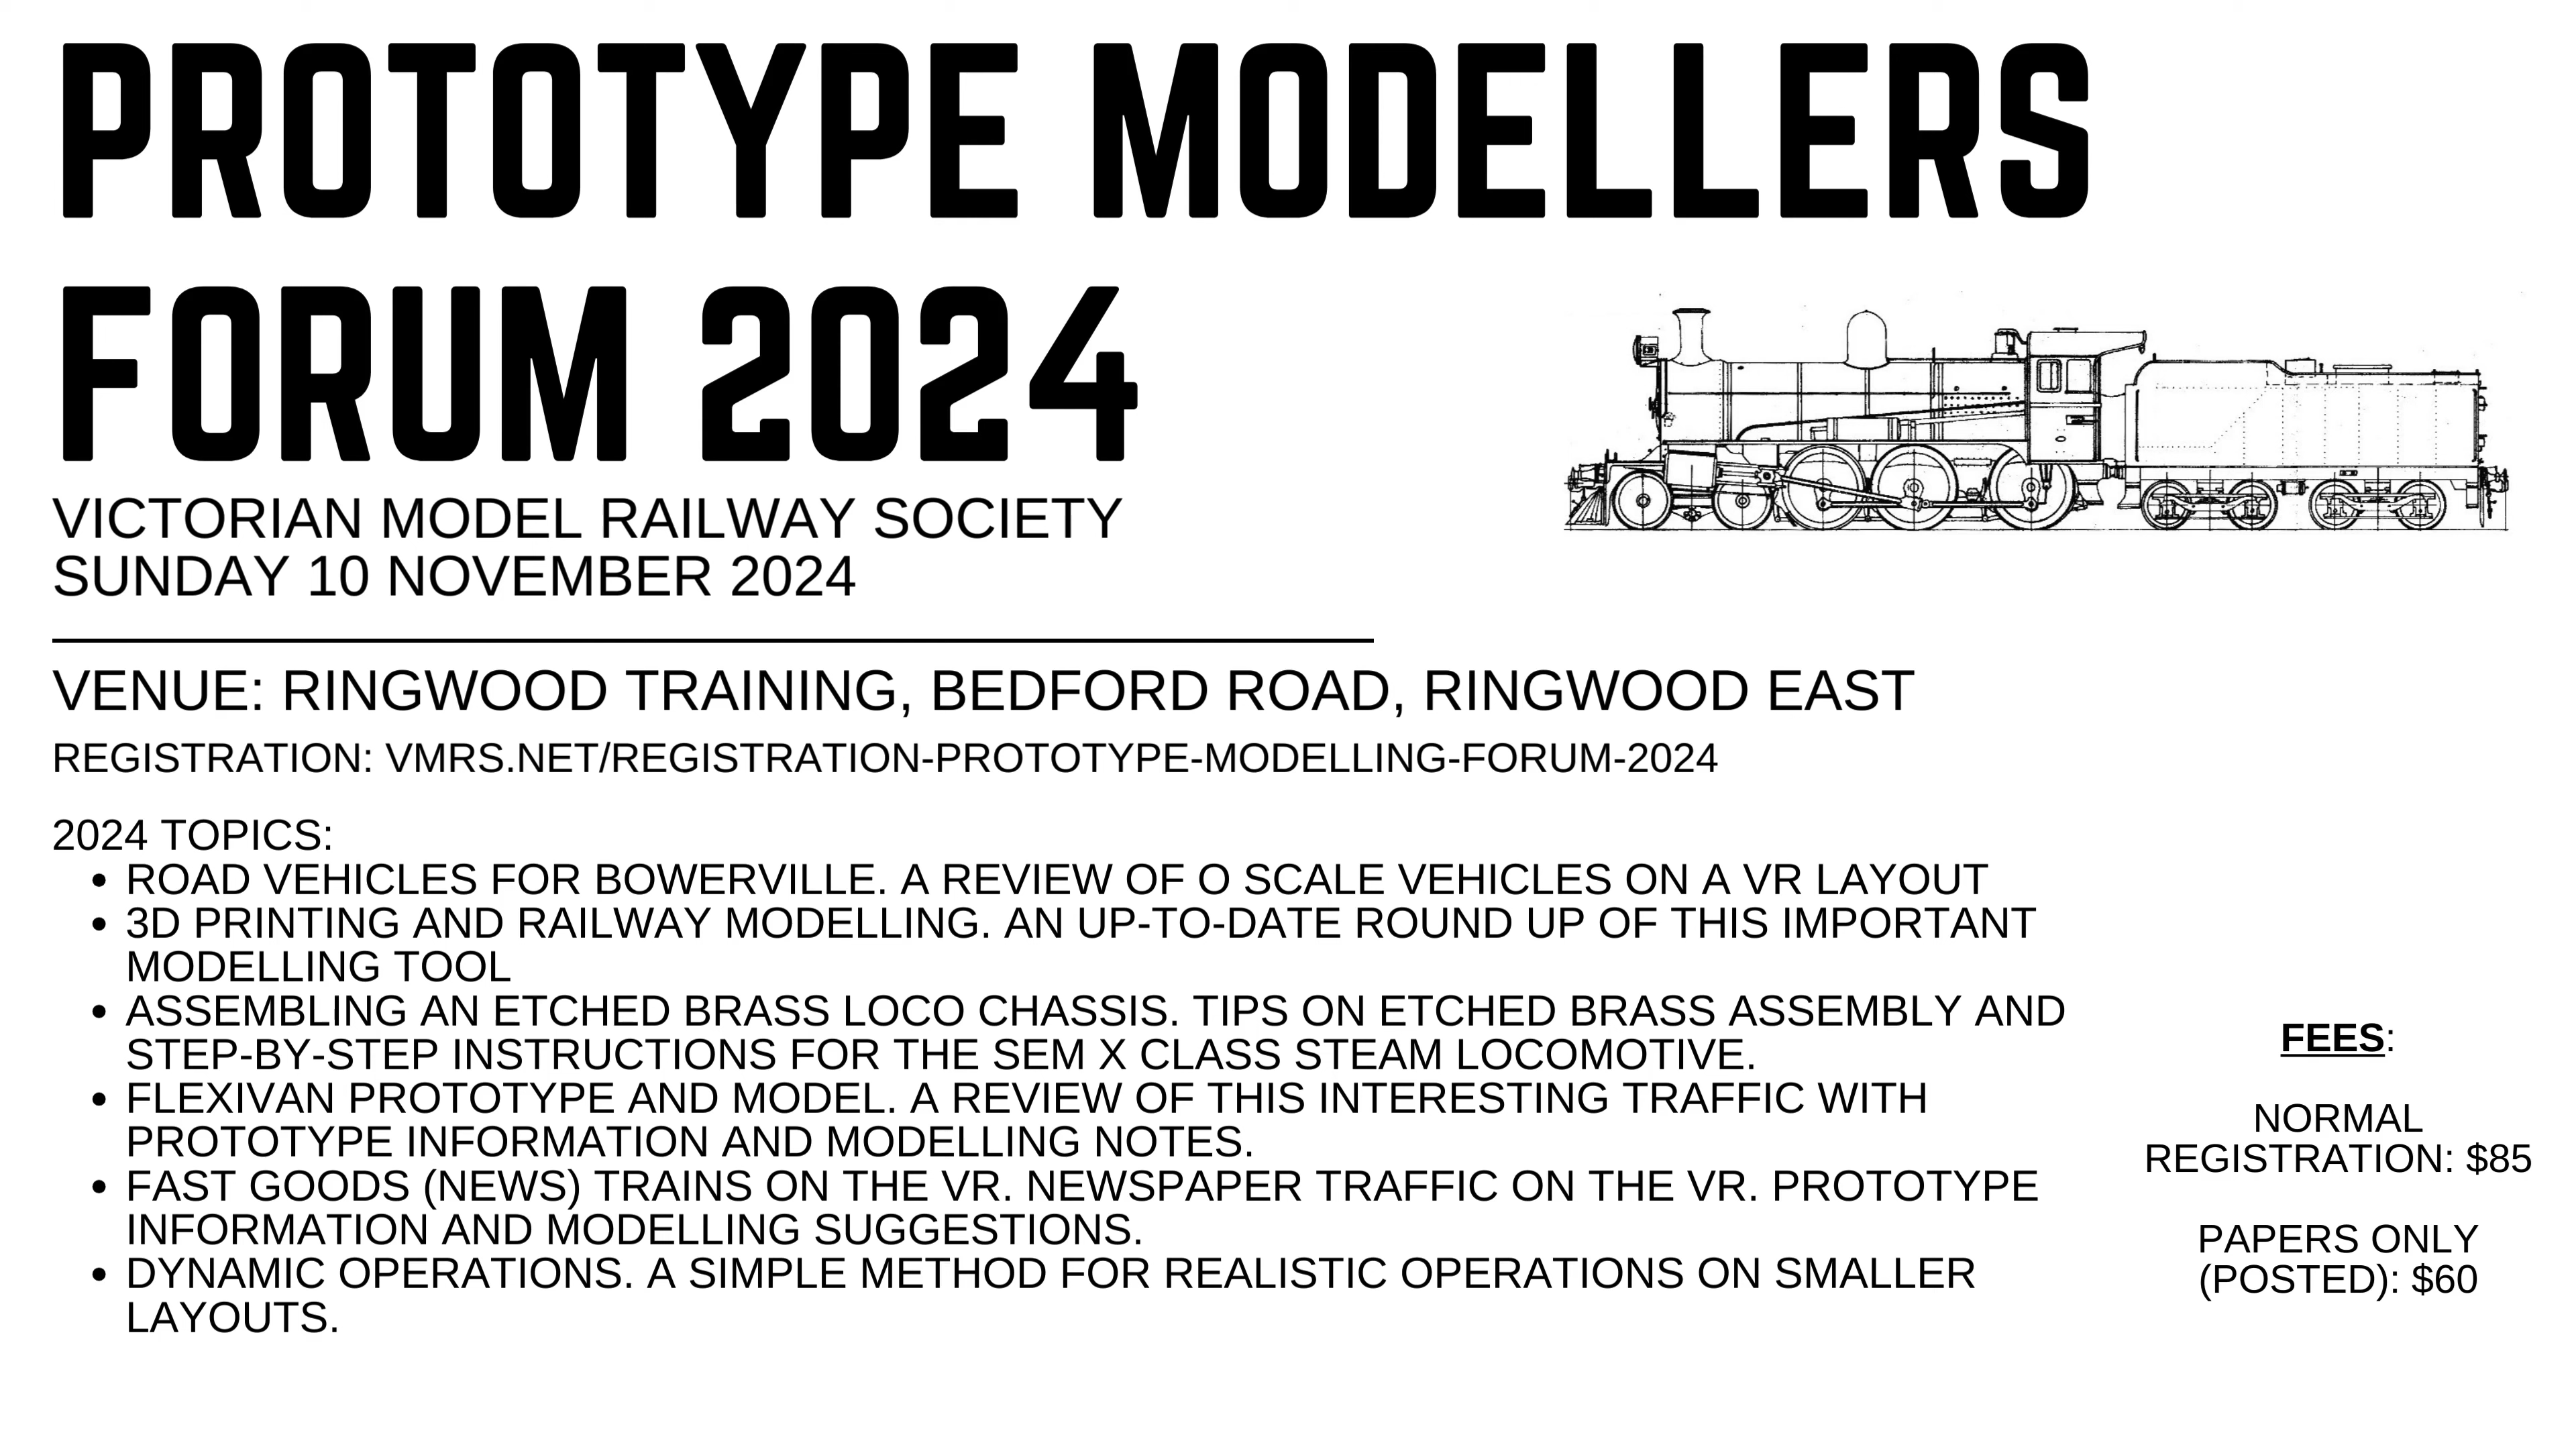 PROTOTYPE MODELLERS
FORUM 2024
VICTORIAN MODEL RAILWAY SOCIETY
SUNDAY 10 NOVEMBER 2024
VENUE: RINGWOOD TRAINING, BEDFORD ROAD, RINGWOOD EAST
REGISTRATION: VMRS.NET/REGISTRATION-PROTOTYPE-MODELLING-FORUM-2024
2024 TOPICS:
• ROAD VEHICLES FOR BOWERVILLE. A REVIEW OF O SCALE VEHICLES ON A VR LAYOUT
• 3D PRINTING AND RAILWAY MODELLING. AN UP-TO-DATE ROUND UP OF THIS IMPORTANT
MODELLING TOOL
• ASSEMBLING AN ETCHED BRASS LOCO CHASSIS. TIPS ON ETCHED BRASS ASSEMBLY AND
STEP-BY-STEP INSTRUCTIONS FOR THE SEM X CLASS STEAM LOCOMOTIVE.
• FLEXIVAN PROTOTYPE AND MODEL. A REVIEW OF THIS INTERESTING TRAFFIC WITH
PROTOTYPE INFORMATION AND MODELLING NOTES.
• FAST GOODS (NEWS) TRAINS ON THE VR. NEWSPAPER TRAFFIC ON THE VR. PROTOTYPE
INFORMATION AND MODELLING SUGGESTIONS.
• DYNAMIC OPERATIONS. A SIMPLE METHOD FOR REALISTIC OPERATIONS ON SMALLER
LAYOUTS.
FEES:
NORMAL
REGISTRATION: $85
PAPERS ONLY
(POSTED): $60